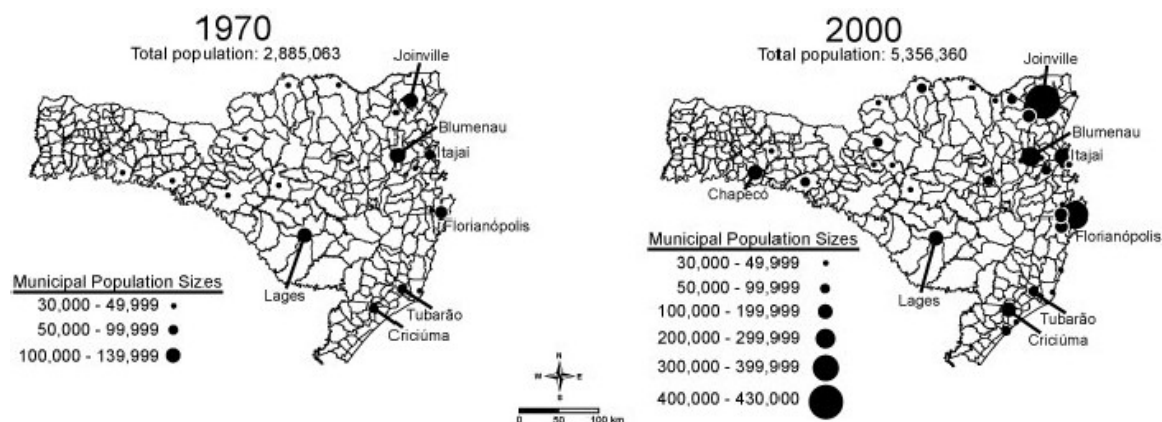 1970
Total population: 2,885,063
Joinville
Blumenau
Itajaí
Florianópolis
Lages
Tubarão
Criciúma
Municipal Population Sizes
30,000 - 49,999
50,000 - 99,999
100,000 - 139,999
N
W E
S
0 50 100 km
2000
Total population: 5,356,360
Joinville
Blumenau
Itajaí
Chapecó
Florianópolis
Lages
Tubarão
Criciúma
Municipal Population Sizes
30,000 - 49,999
50,000 - 99,999
100,000 - 199,999
200,000 - 299,999
300,000 - 399,999
400,000 - 430,000